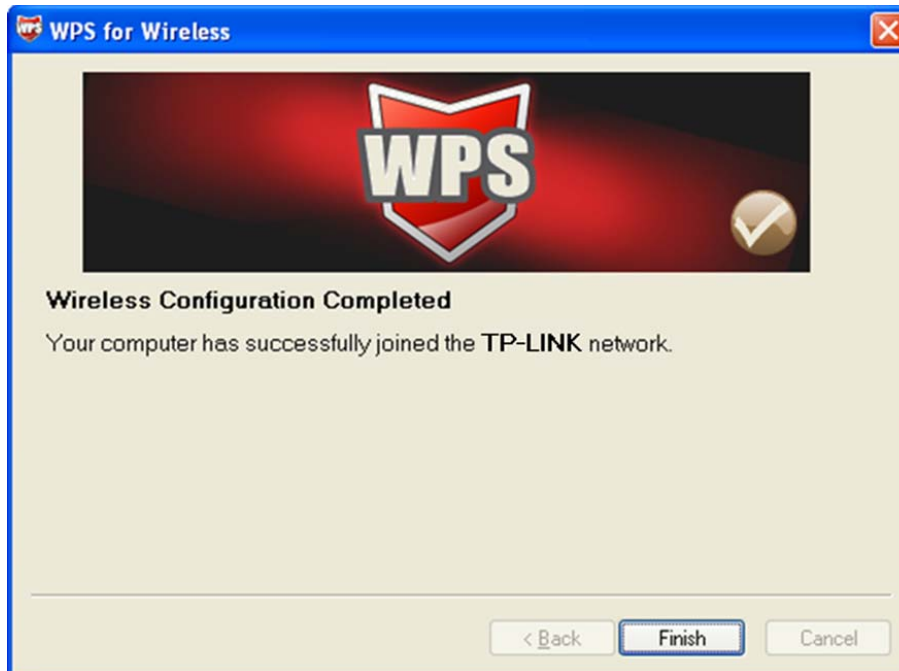 WPS for Wireless
WPS
Wireless Configuration Completed
Your computer has successfully joined the TP-LINK network.
< Back Finish Cancel